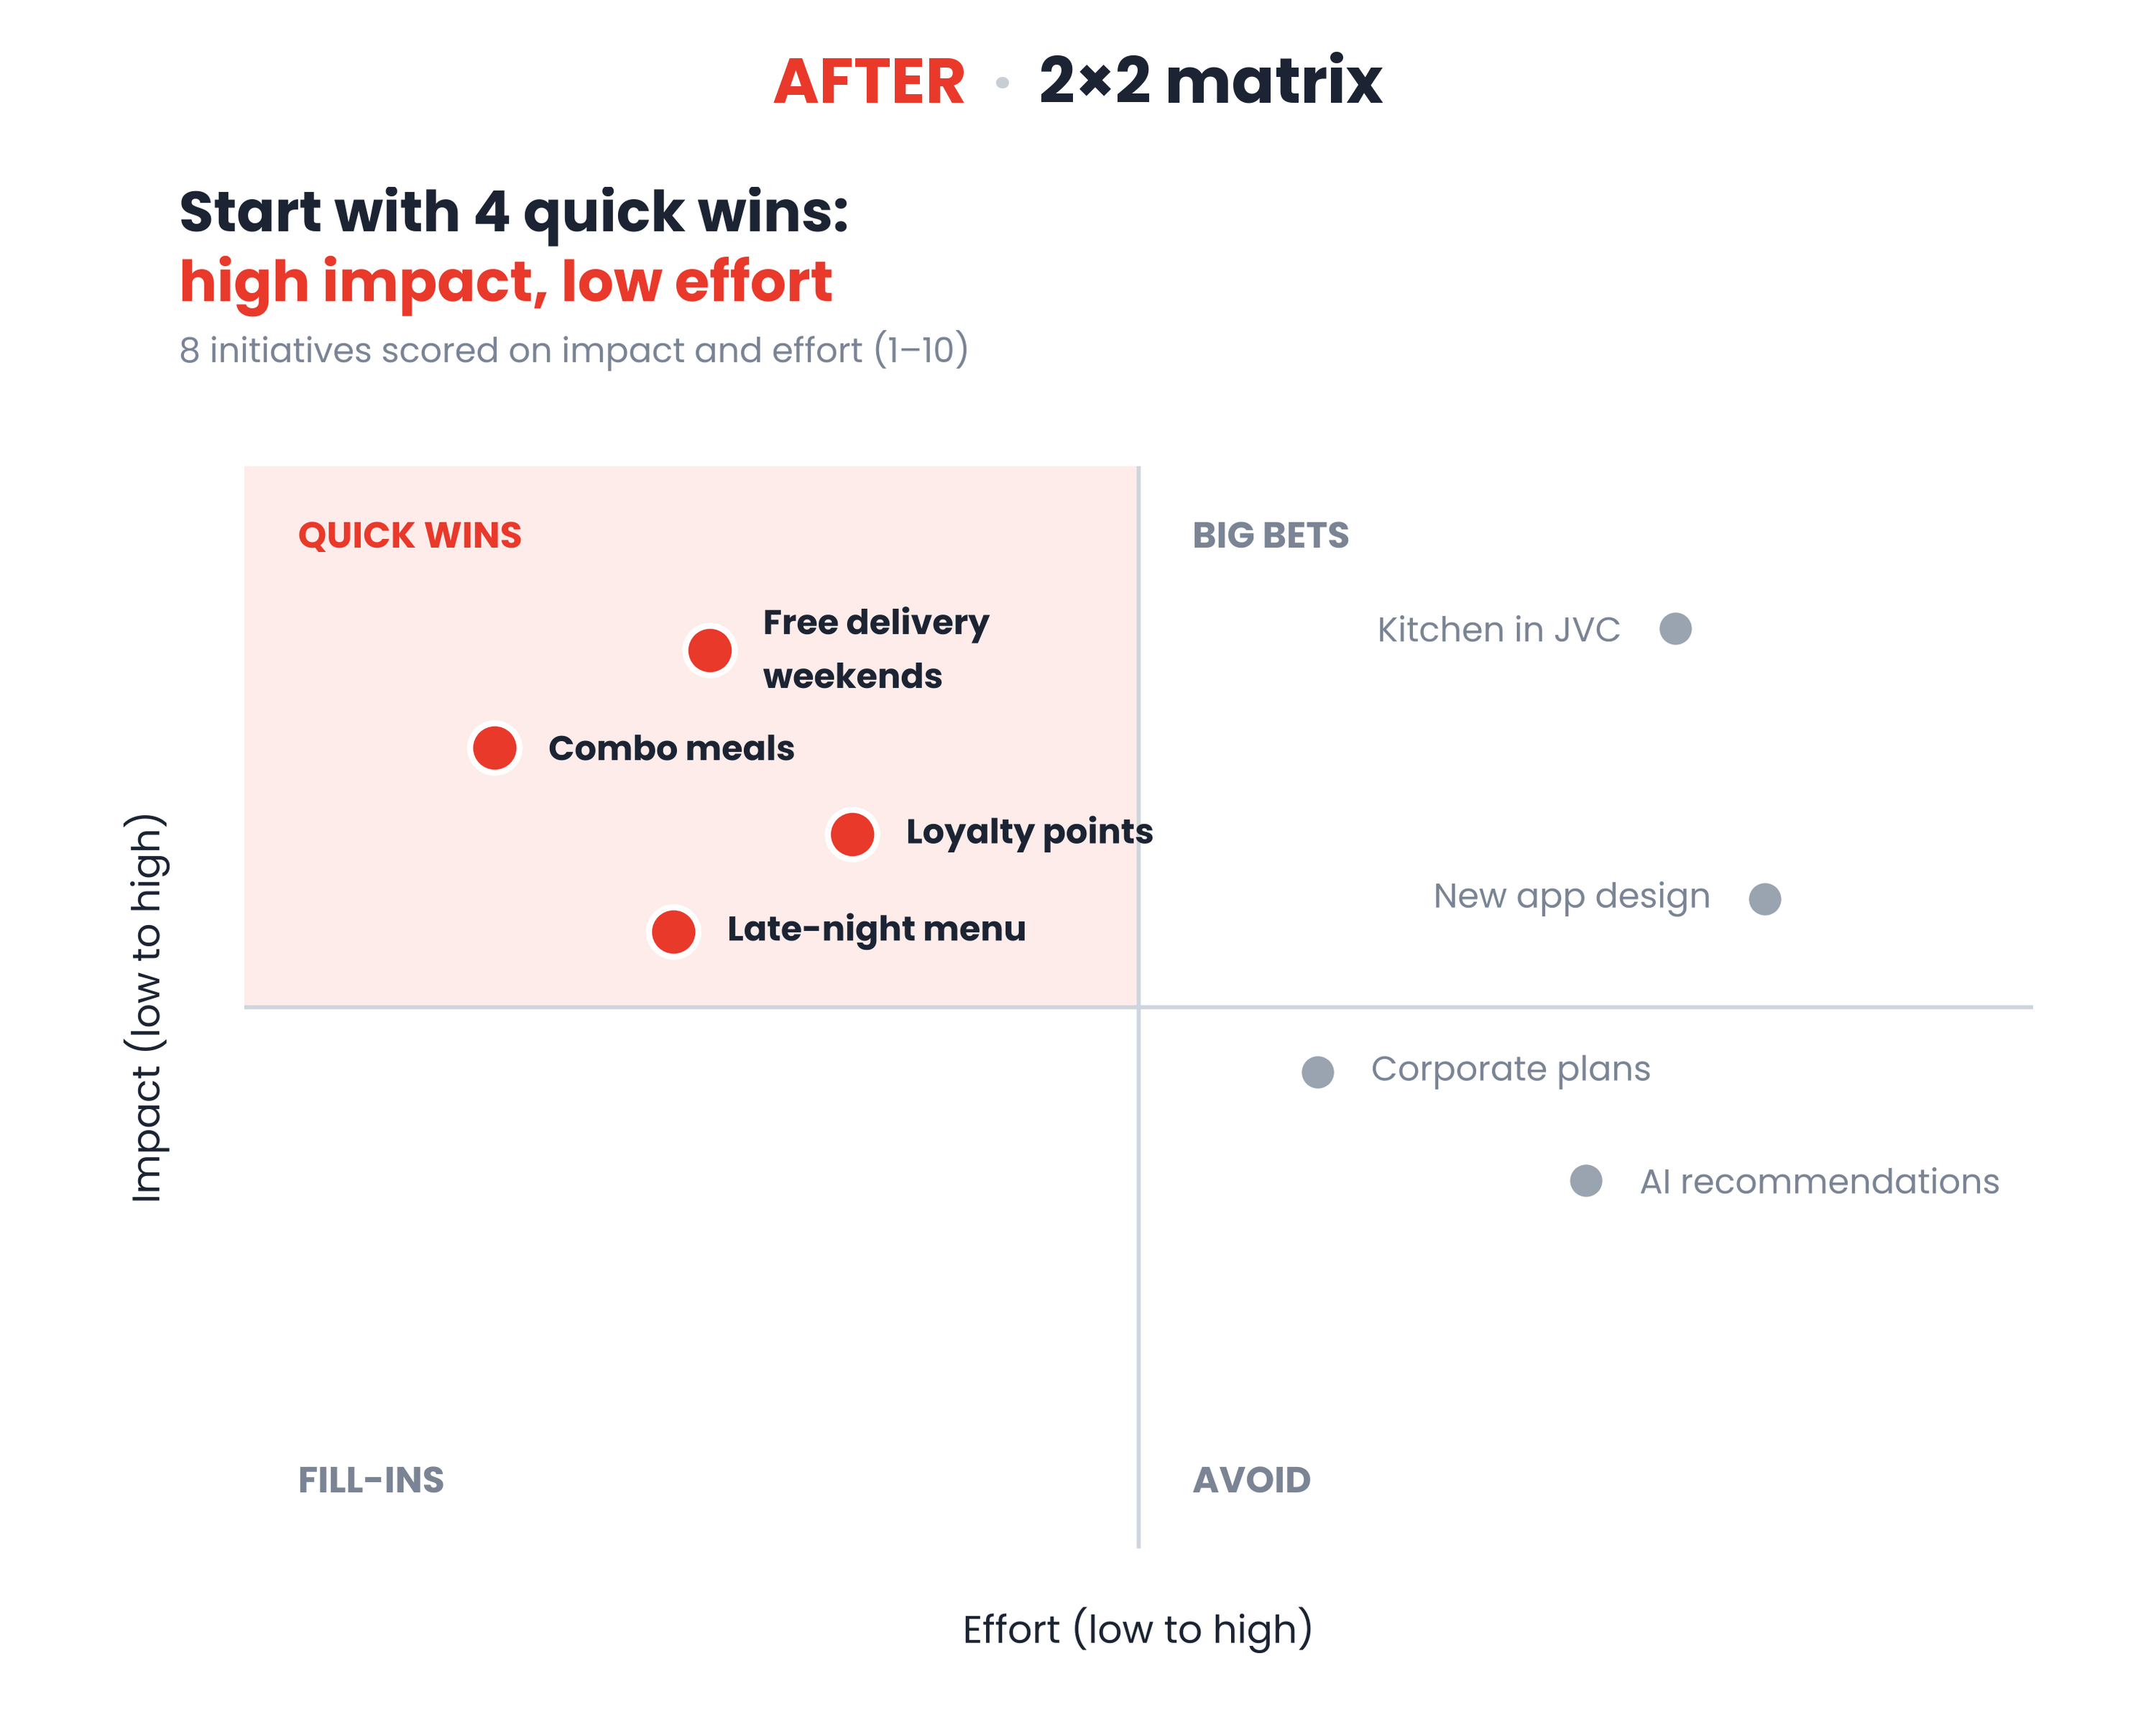 AFTER • 2×2 matrix
Start with 4 quick wins:
high impact, low effort
8 initiatives scored on impact and effort (1–10)
QUICK WINS
BIG BETS
Free delivery
weekends
Kitchen in JVC
Combo meals
Loyalty points
New app design
Late-night menu
Impact (low to high)
Corporate plans
AI recommendations
FILL-INS
AVOID
Effort (low to high)